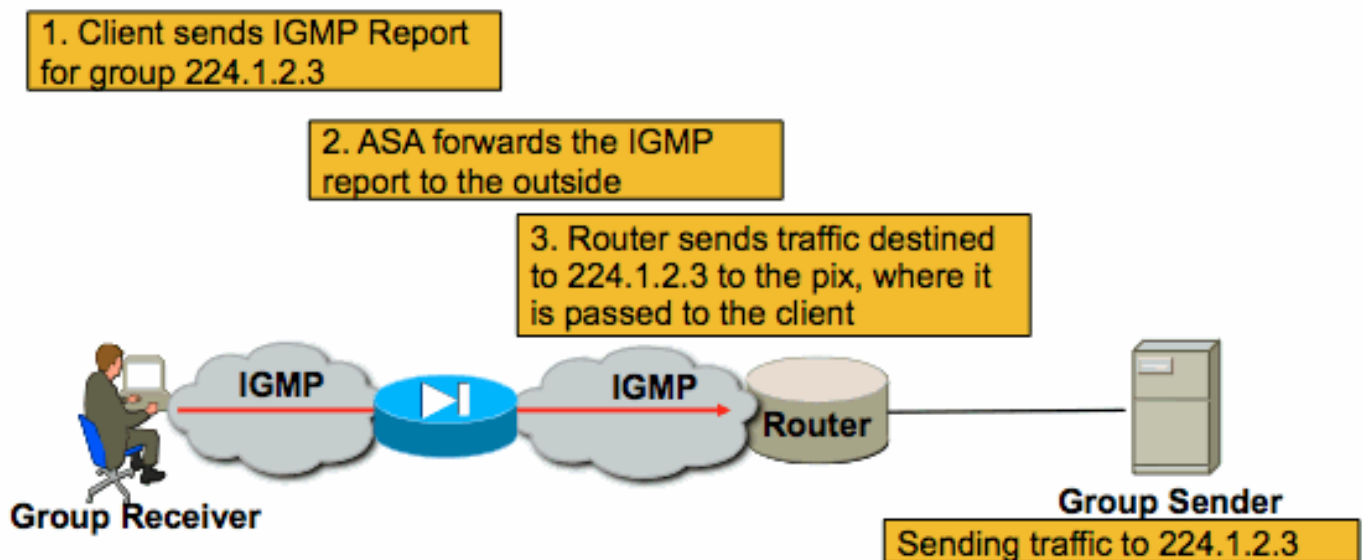 1. Client sends IGMP Report
for group 224.1.2.3
2. ASA forwards the IGMP
report to the outside
3. Router sends traffic destined
to 224.1.2.3 to the pix, where it
is passed to the client
IGMP
IGMP
Router
Group Receiver
Group Sender
Sending traffic to 224.1.2.3